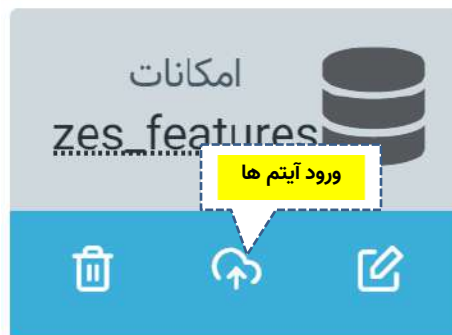 امکانات
zes_features
ورود آیتم ها